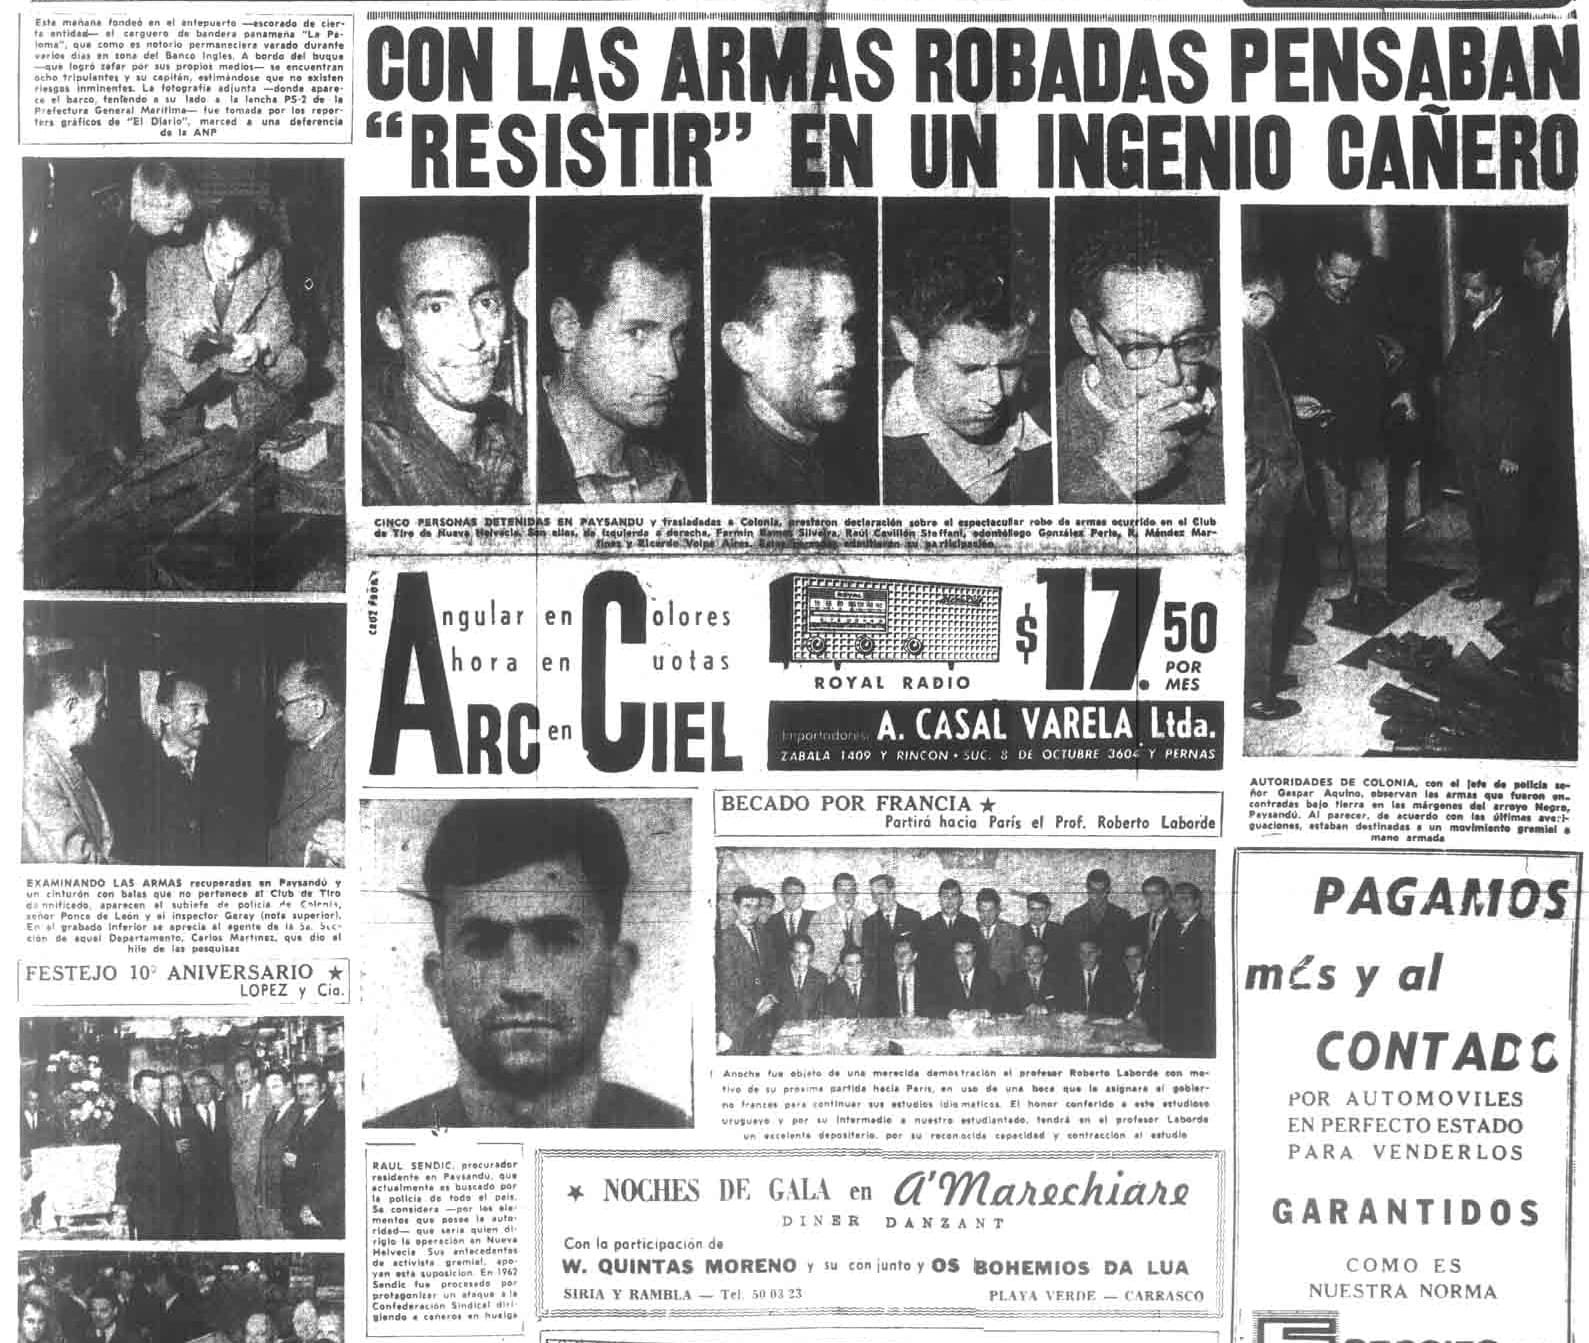 Esta mañana fondeó en el antepuerto —escorado de cier-
ta entidad— el carguero de bandera panameña "La Pa-
loma", que como es notorio permaneciera varado durante
varios días en zona del Banco Inglés. A bordo del buque
—que logró zafar por sus propios medios— se encuentran
ocho tripulantes y su capitán, estimándose que no existen
riesgos inminentes. La fotografía adjunta —donde apare-
ce el barco, teniendo a su lado a la lancha PS-2 de la
Prefectura General Marítima— fue tomada por los repor-
ters gráficos de "El Diario", merced a una deferencia
de la ANP
CON LAS ARMAS ROBADAS PENSABAN
"RESISTIR" EN UN INGENIO CAÑERO
CINCO PERSONAS DETENIDAS EN PAYSANDU y trasladadas a Colonia, prestaron declaración sobre el espectacular robo de armas ocurrido en el Club
de Tiro de Nueva Helvecia. Son ellas, de izquierda a derecha, Fermín Silveira, Raúl Cavillón Steffani, odontólogo González Perla, R. Méndez Mar-
tínez y Ricardo Volpe Aires. participación
CRUZ PROA
Angular en Colores
Ahora en Cuotas
ARC en CIEL
ROYAL
ROYAL RADIO
$ 17.50
POR
MES
Importadores: A. CASAL VARELA Ltda.
ZABALA 1409 Y RINCON • SUC. 8 DE OCTUBRE 3606 Y PERNAS
AUTORIDADES DE COLONIA, con el jefe de policía se-
ñor Gaspar Aquino, observan las armas que fueron en-
contradas bajo tierra en las márgenes del arroyo Negro,
Paysandú. Al parecer, de acuerdo con las últimas averi-
guaciones, estaban destinadas a un movimiento gremial a
mano armada
EXAMINANDO LAS ARMAS recuperadas en Paysandú y
un cinturón con balas que no pertenece al Club de Tiro
damnificado, aparecen el subjefe de policía de Colonia,
señor Ponce de León y el inspector Garay (nota superior).
En el grabado inferior se aprecia al agente de la 5a. Sec-
ción de aquel Departamento, Carlos Martínez, que dio el
hilo de las pesquisas
FESTEJO 10º ANIVERSARIO ★
LOPEZ y Cía.
RAUL SENDIC, procurador
residente en Paysandú, que
actualmente es buscado por
la policía de todo el país.
Se considera —por los ele-
mentos que posee la auto-
ridad— que sería quien di-
rigió la operación en Nueva
Helvecia Sus antecedentes
de activista gremial, apo-
yan esta suposición. En 1962
Sendic fue procesado por
protagonizar un ataque a la
Confederación Sindical diri-
giendo a cañeros en huelga
BECADO POR FRANCIA ★
Partirá hacia París el Prof. Roberto Laborde
Anoche fue objeto de una merecida demostración el profesor Roberto Laborde con mo-
tivo de su próxima partida hacia París, en uso de una beca que le asignara el gobier-
no francés para continuar sus estudios idiomáticos. El honor conferido a este estudioso
uruguayo y por su intermedio a nuestro estudiantado, tendrá en el profesor Laborde
un excelente depositario, por su reconocida capacidad y contracción al estudio
★ NOCHES DE GALA en A'Marechiare
DINER DANZANT
Con la participación de
W. QUINTAS MORENO y su conjunto y OS BOHEMIOS DA LUA
SIRIA Y RAMBLA — Tel. 50 03 23 PLAYA VERDE — CARRASCO
PAGAMOS
más y al
CONTADO
POR AUTOMOVILES
EN PERFECTO ESTADO
PARA VENDERLOS
GARANTIDOS
COMO ES
NUESTRA NORMA